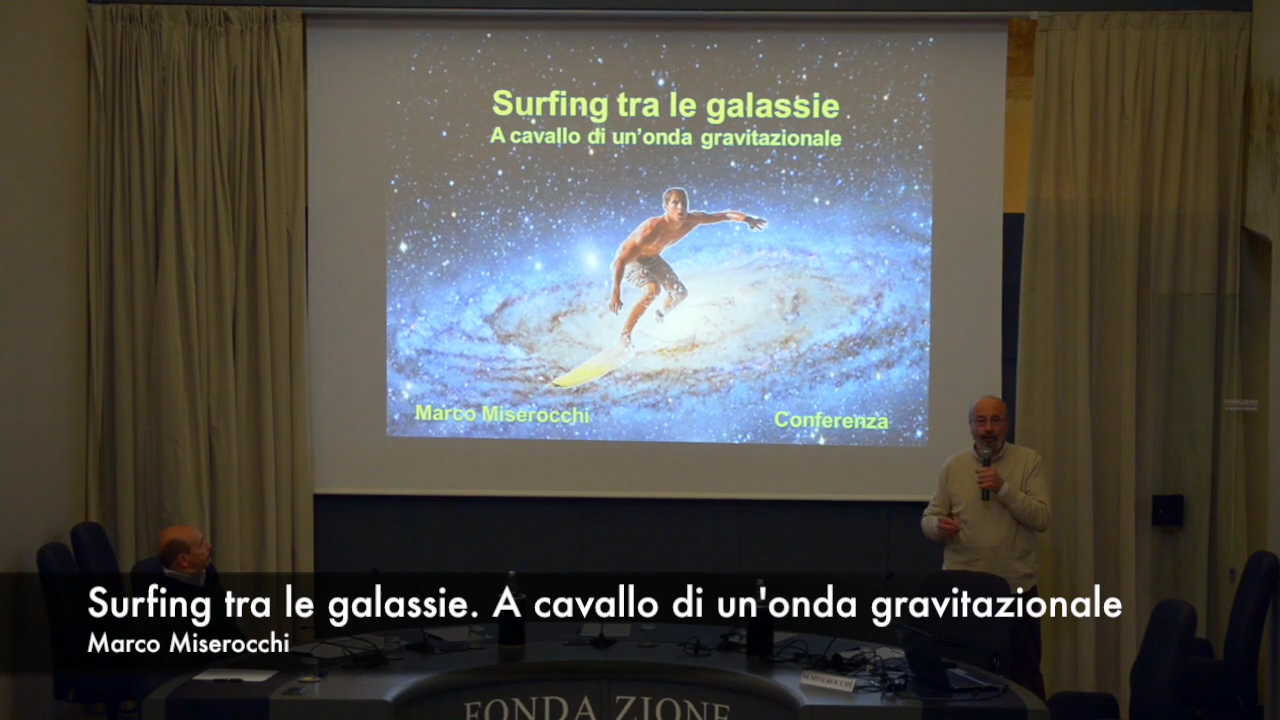 Surfing tra le galassie
A cavallo di un'onda gravitazionale
Marco Miserocchi
Conferenza
Surfing tra le galassie. A cavallo di un'onda gravitazionale
Marco Miserocchi
M. MISEROCCHI
FONDAZIONE